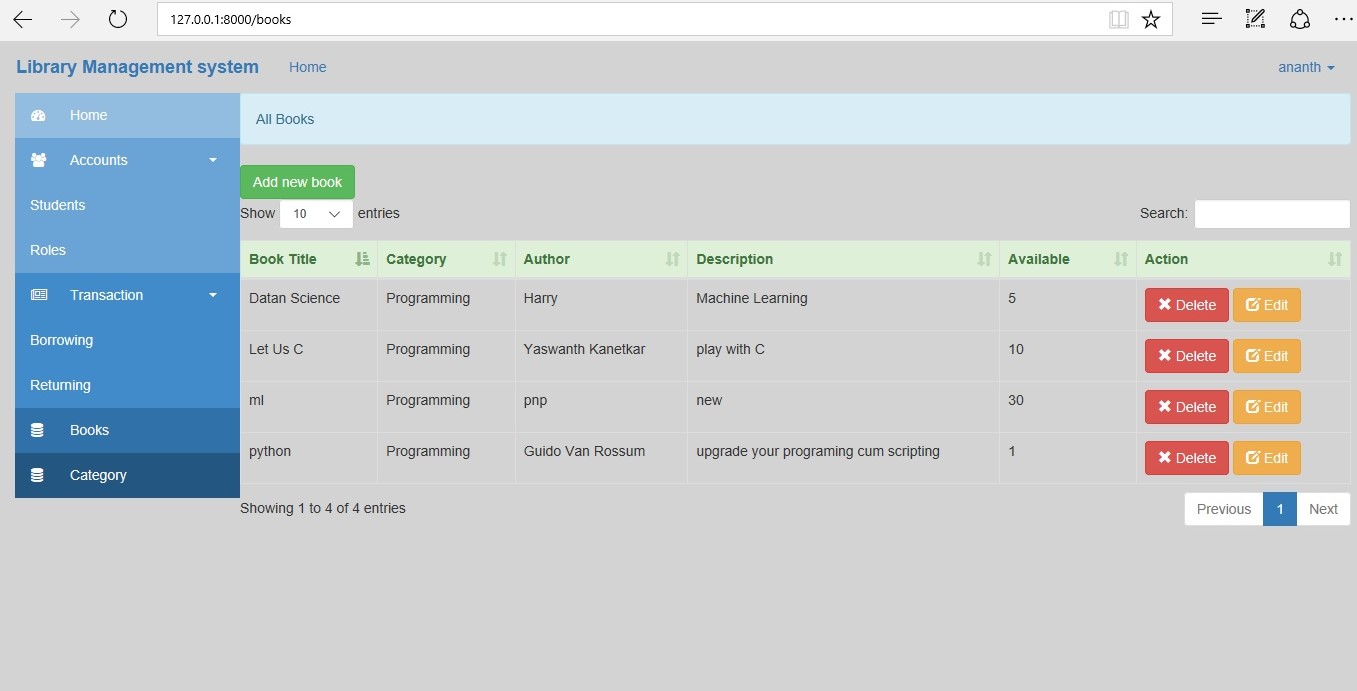 127.0.0.1:8000/books
Library Management system Home ananth
Home
All Books
Accounts
Students
Roles
Transaction
Borrowing
Returning
Books
Category
Add new book
Show 10 entries Search:
Book Title Category Author Description Available Action
Datan Science Programming Harry Machine Learning 5 Delete Edit
Let Us C Programming Yaswanth Kanetkar play with C 10 Delete Edit
ml Programming pnp new 30 Delete Edit
python Programming Guido Van Rossum upgrade your programing cum scripting 1 Delete Edit
Showing 1 to 4 of 4 entries Previous 1 Next